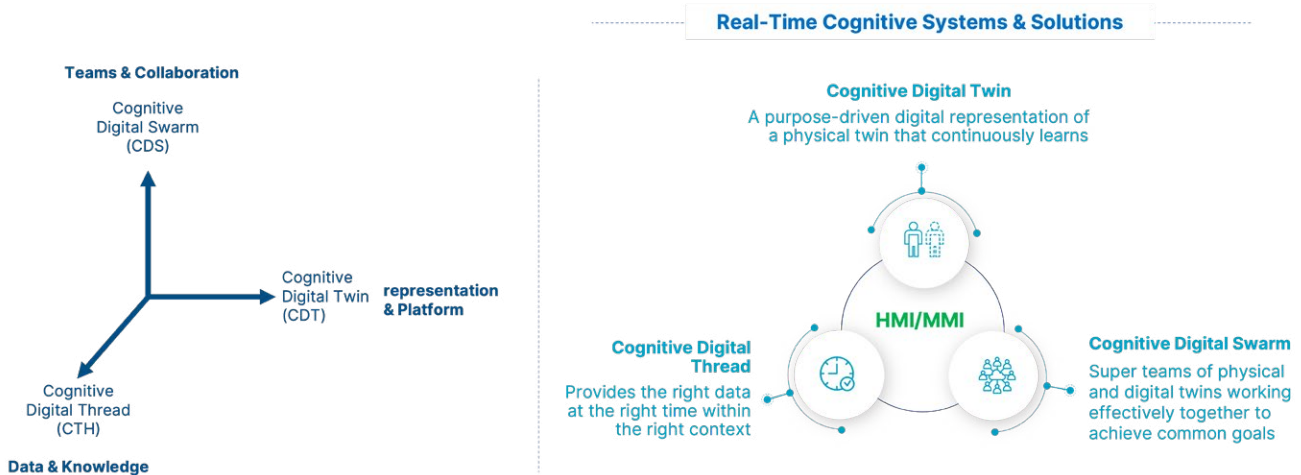 Real-Time Cognitive Systems & Solutions
Teams & Collaboration
Cognitive
Digital Swarm
(CDS)
Cognitive
Digital Twin
(CDT)
representation
& Platform
Cognitive
Digital Thread
(CTH)
Data & Knowledge
Cognitive Digital Twin
A purpose-driven digital representation of
a physical twin that continuously learns
HMI/MMI
Cognitive Digital
Thread
Provides the right data
at the right time within
the right context
Cognitive Digital Swarm
Super teams of physical
and digital twins working
effectively together to
achieve common goals